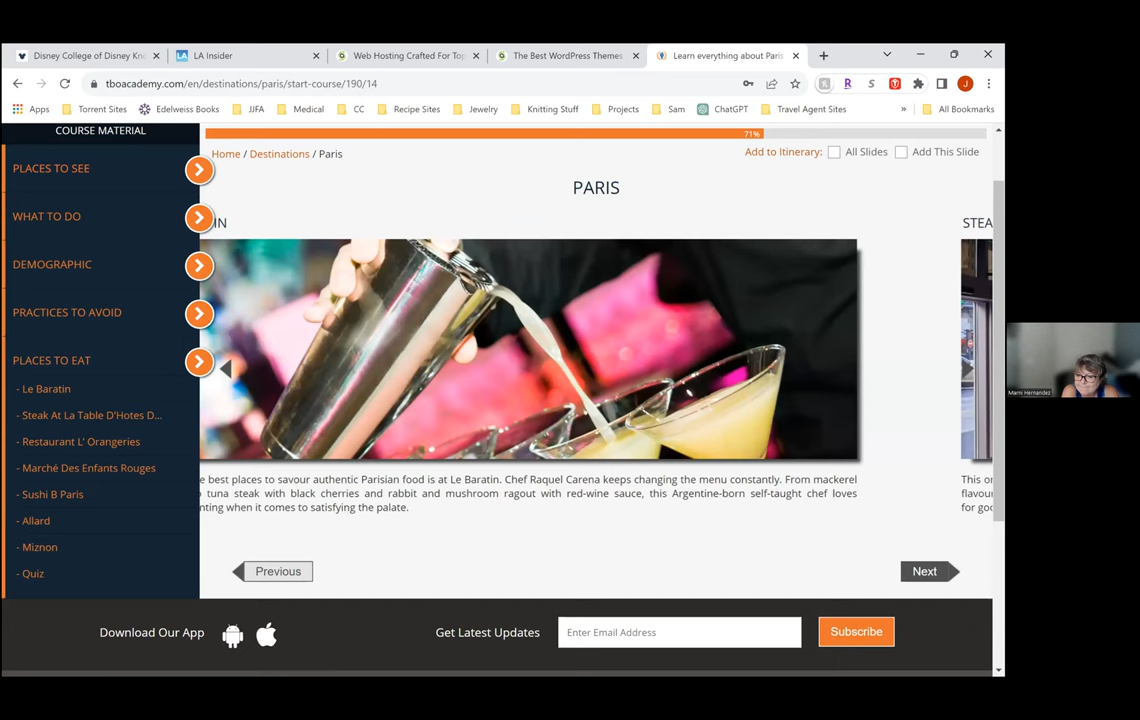 Disney College of Disney Kno
LA Insider
Web Hosting Crafted For Top
The Best WordPress Themes
Learn everything about Paris
tboacademy.com/en/destinations/paris/start-course/190/14
Apps
Torrent Sites
Edelweiss Books
JJFA
Medical
CC
Recipe Sites
Jewelry
Knitting Stuff
Projects
Sam
ChatGPT
Travel Agent Sites
»
All Bookmarks
COURSE MATERIAL
71%
Home / Destinations / Paris
Add to Itinerary: All Slides Add This Slide
PARIS
PLACES TO SEE
WHAT TO DO
DEMOGRAPHIC
PRACTICES TO AVOID
PLACES TO EAT
- Le Baratin
- Steak At La Table D'Hotes D...
- Restaurant L' Orangeries
- Marché Des Enfants Rouges
- Sushi B Paris
- Allard
- Miznon
- Quiz
IN
STEA
e best places to savour authentic Parisian food is at Le Baratin. Chef Raquel Carena keeps changing the menu constantly. From mackerel
tuna steak with black cherries and rabbit and mushroom ragout with red-wine sauce, this Argentine-born self-taught chef loves
nting when it comes to satisfying the palate.
This or
flavou
for goo
Previous
Next
Download Our App
Get Latest Updates
Enter Email Address
Subscribe
Marni Hernandez